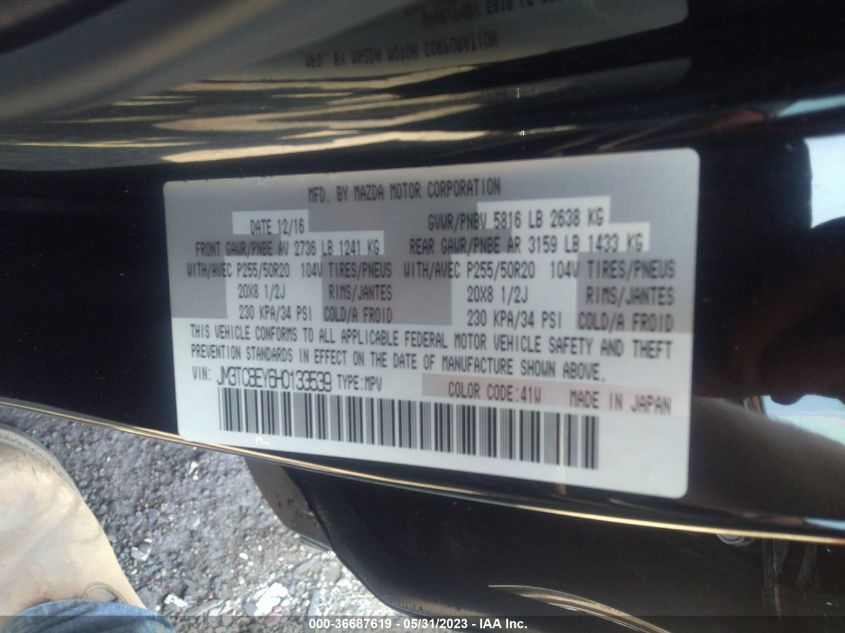 MFD. BY MAZDA MOTOR CORPORATION
MFD. BY MAZDA MOTOR CORPORATION
DATE 12/16 GVWR/PNBV 5816 LB 2638 KG
FRONT GAWR/PNBE AV 2736 LB 1241 KG REAR GAWR/PNBE AR 3159 LB 1433 KG
WITH/AVEC P255/50R20 104V TIRES/PNEUS WITH/AVEC P255/50R20 104V TIRES/PNEUS
20X8 1/2J RIMS/JANTES 20X8 1/2J RIMS/JANTES
230 KPA/34 PSI COLD/A FROID 230 KPA/34 PSI COLD/A FROID
THIS VEHICLE CONFORMS TO ALL APPLICABLE FEDERAL MOTOR VEHICLE SAFETY AND THEFT
PREVENTION STANDARDS IN EFFECT ON THE DATE OF MANUFACTURE SHOWN ABOVE.
VIN: JM3TCBEY6H0133539 TYPE:MPV COLOR CODE:41W MADE IN JAPAN
000-36687619 - 05/31/2023 - IAA Inc.